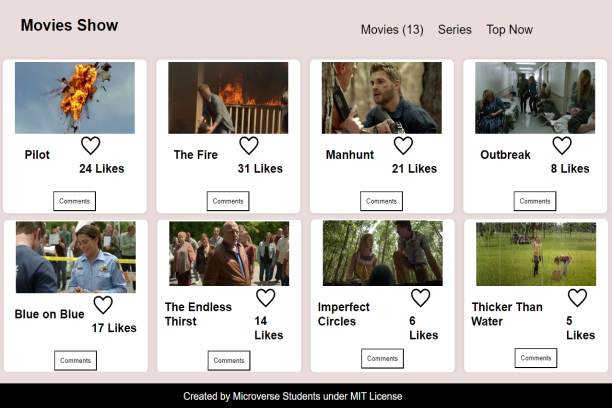 Movies Show
Movies (13) Series Top Now
Pilot
24 Likes
Comments
The Fire
31 Likes
Comments
Manhunt
21 Likes
Comments
Outbreak
8 Likes
Comments
Blue on Blue
17 Likes
Comments
The Endless
Thirst
14
Likes
Comments
Imperfect
Circles
6
Likes
Comments
Thicker Than
Water
5
Likes
Comments
Created by Microverse Students under MIT License